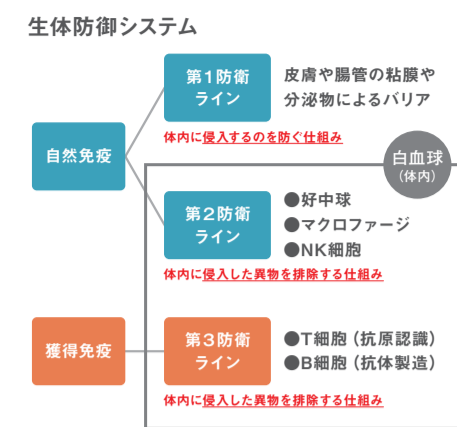 生体防御システム
第1防衛
ライン
皮膚や腸管の粘膜や
分泌物によるバリア
体内に侵入するのを防ぐ仕組み
自然免疫
白血球
(体内)
第2防衛
ライン
●好中球
●マクロファージ
●NK細胞
体内に侵入した異物を排除する仕組み
獲得免疫
第3防衛
ライン
●T細胞(抗原認識)
●B細胞(抗体製造)
体内に侵入した異物を排除する仕組み